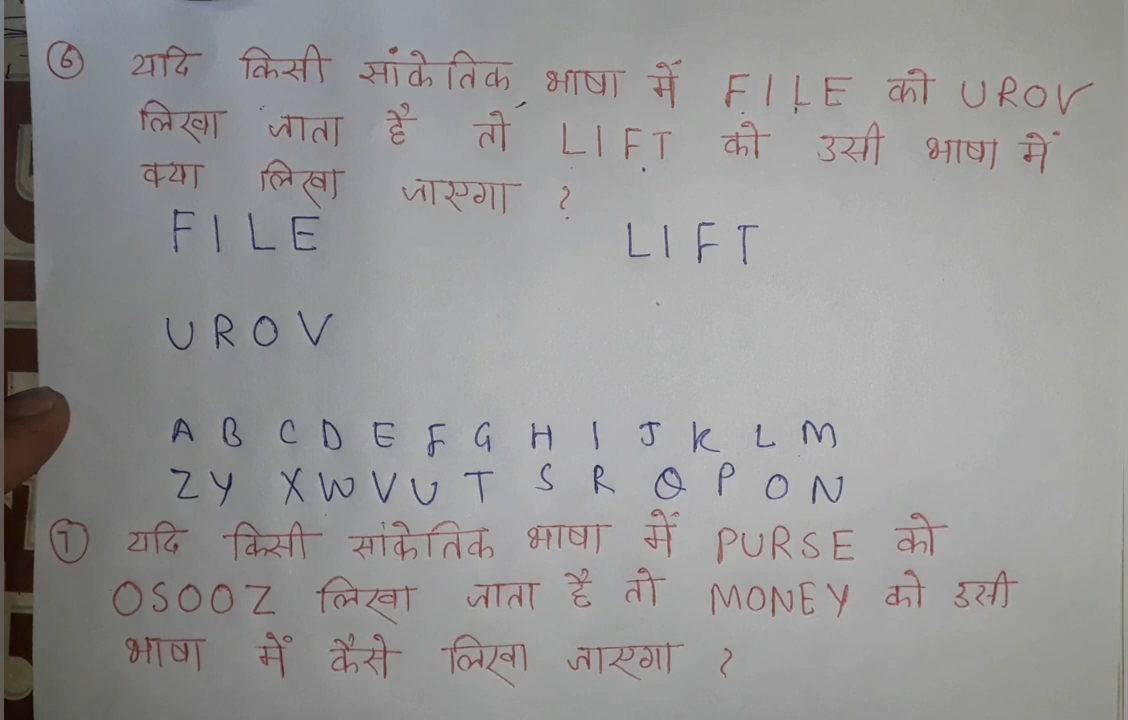 ⑥ यदि किसी सांकेतिक भाषा में FILE को UROV
लिखा जाता है तो LIFT को उसी भाषा में
क्या लिखा जाएगा ?
FILE LIFT
UROV
A B C D E F G H I J K L M
Z Y X W V U T S R Q P O N
⑦ यदि किसी सांकेतिक भाषा में PURSE को
OSOOZ लिखा जाता है तो MONEY को उसी
भाषा में कैसे लिखा जाएगा ?